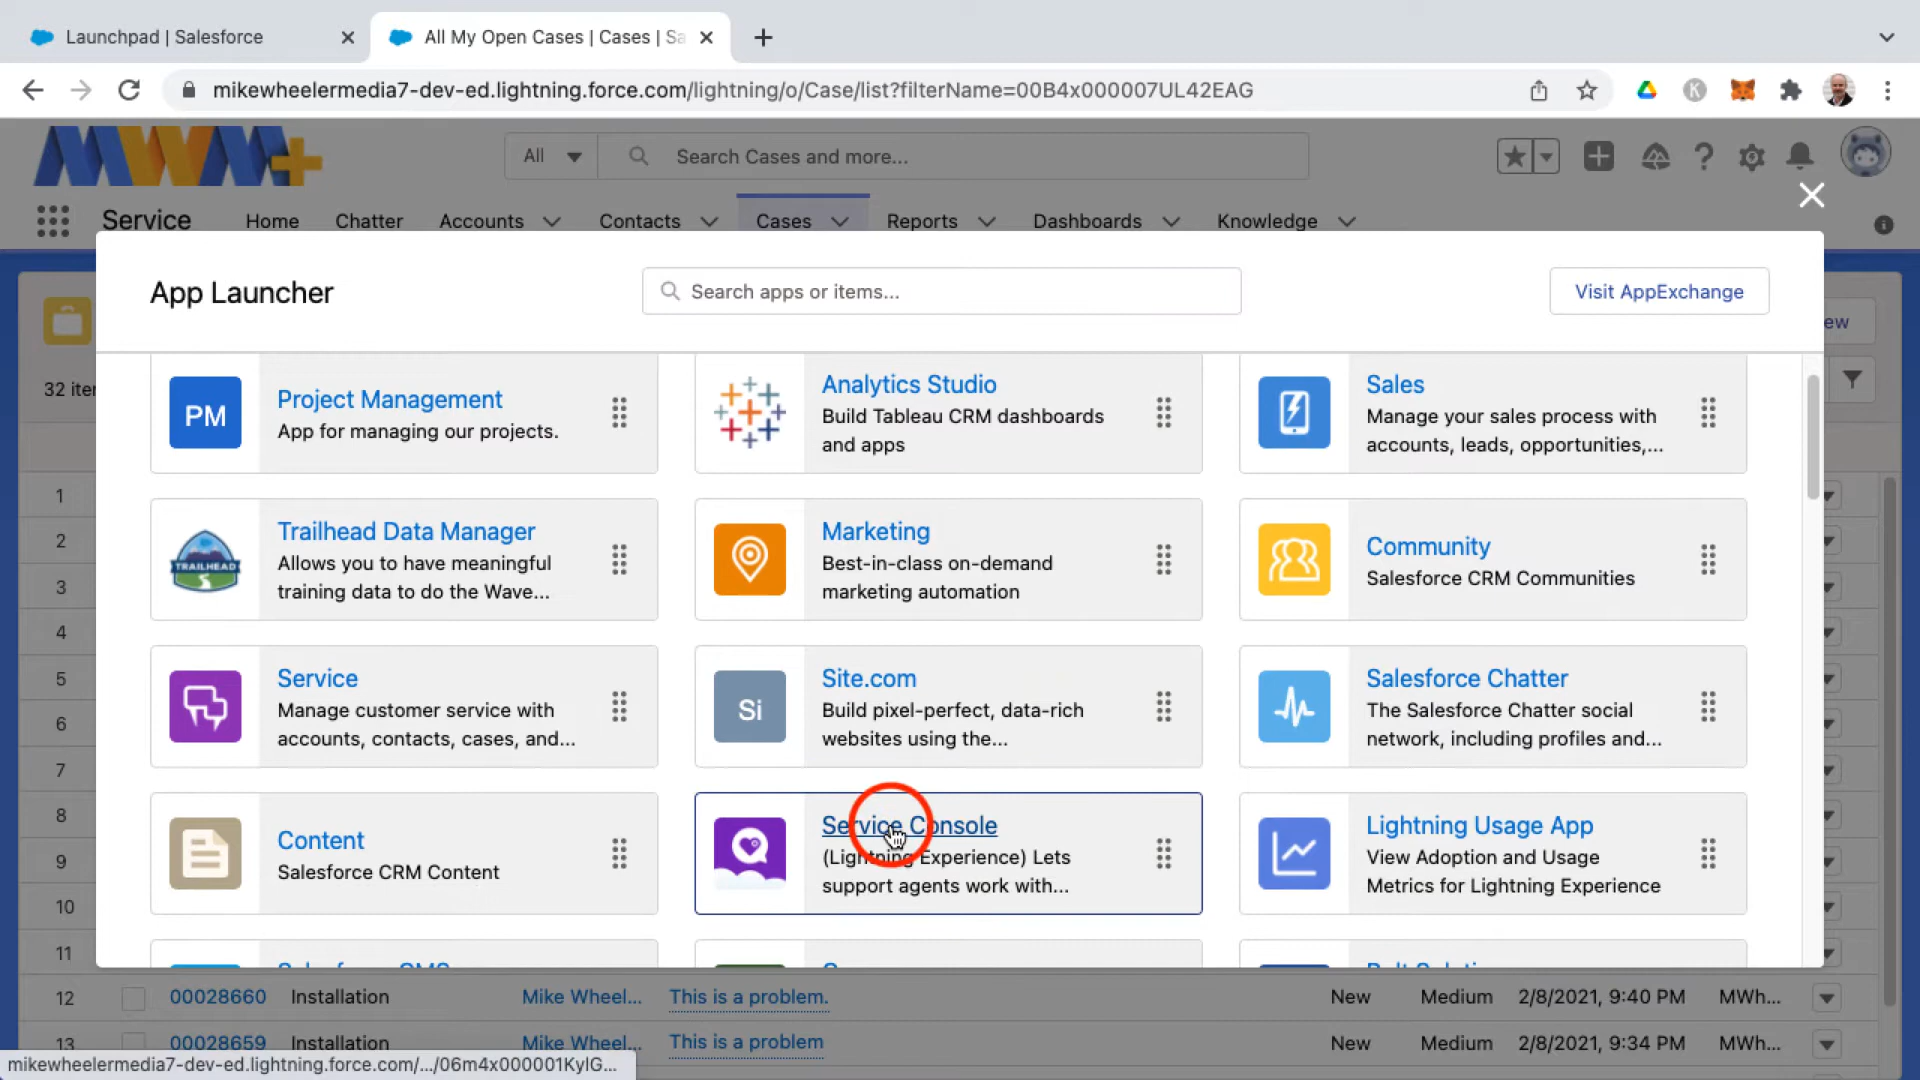 Launchpad | Salesforce
All My Open Cases | Cases | Sa
mikewheelermedia7-dev-ed.lightning.force.com/lightning/o/Case/list?filterName=00B4x000007UL42EAG
K
MWM+
All
Search Cases and more...
Service
Home
Chatter
Accounts
Contacts
Cases
Reports
Dashboards
Knowledge
App Launcher
Search apps or items...
Visit AppExchange
ew
32 iter
PM
Project Management
App for managing our projects.
Analytics Studio
Build Tableau CRM dashboards
and apps
Sales
Manage your sales process with
accounts, leads, opportunities,...
TRAILHEAD
Trailhead Data Manager
Allows you to have meaningful
training data to do the Wave...
Marketing
Best-in-class on-demand
marketing automation
Community
Salesforce CRM Communities
Service
Manage customer service with
accounts, contacts, cases, and...
Si
Site.com
Build pixel-perfect, data-rich
websites using the...
Salesforce Chatter
The Salesforce Chatter social
network, including profiles and...
Content
Salesforce CRM Content
Service Console
(Lightning Experience) Lets
support agents work with...
Lightning Usage App
View Adoption and Usage
Metrics for Lightning Experience
1
2
3
4
5
6
7
8
9
10
11
12 00028660 Installation Mike Wheel... This is a problem. New Medium 2/8/2021, 9:40 PM MWh...
13 00028659 Installation Mike Wheel... This is a problem New Medium 2/8/2021, 9:34 PM MWh...
mikewheelermedia7-dev-ed.lightning.force.com/.../06m4x000001KylG...